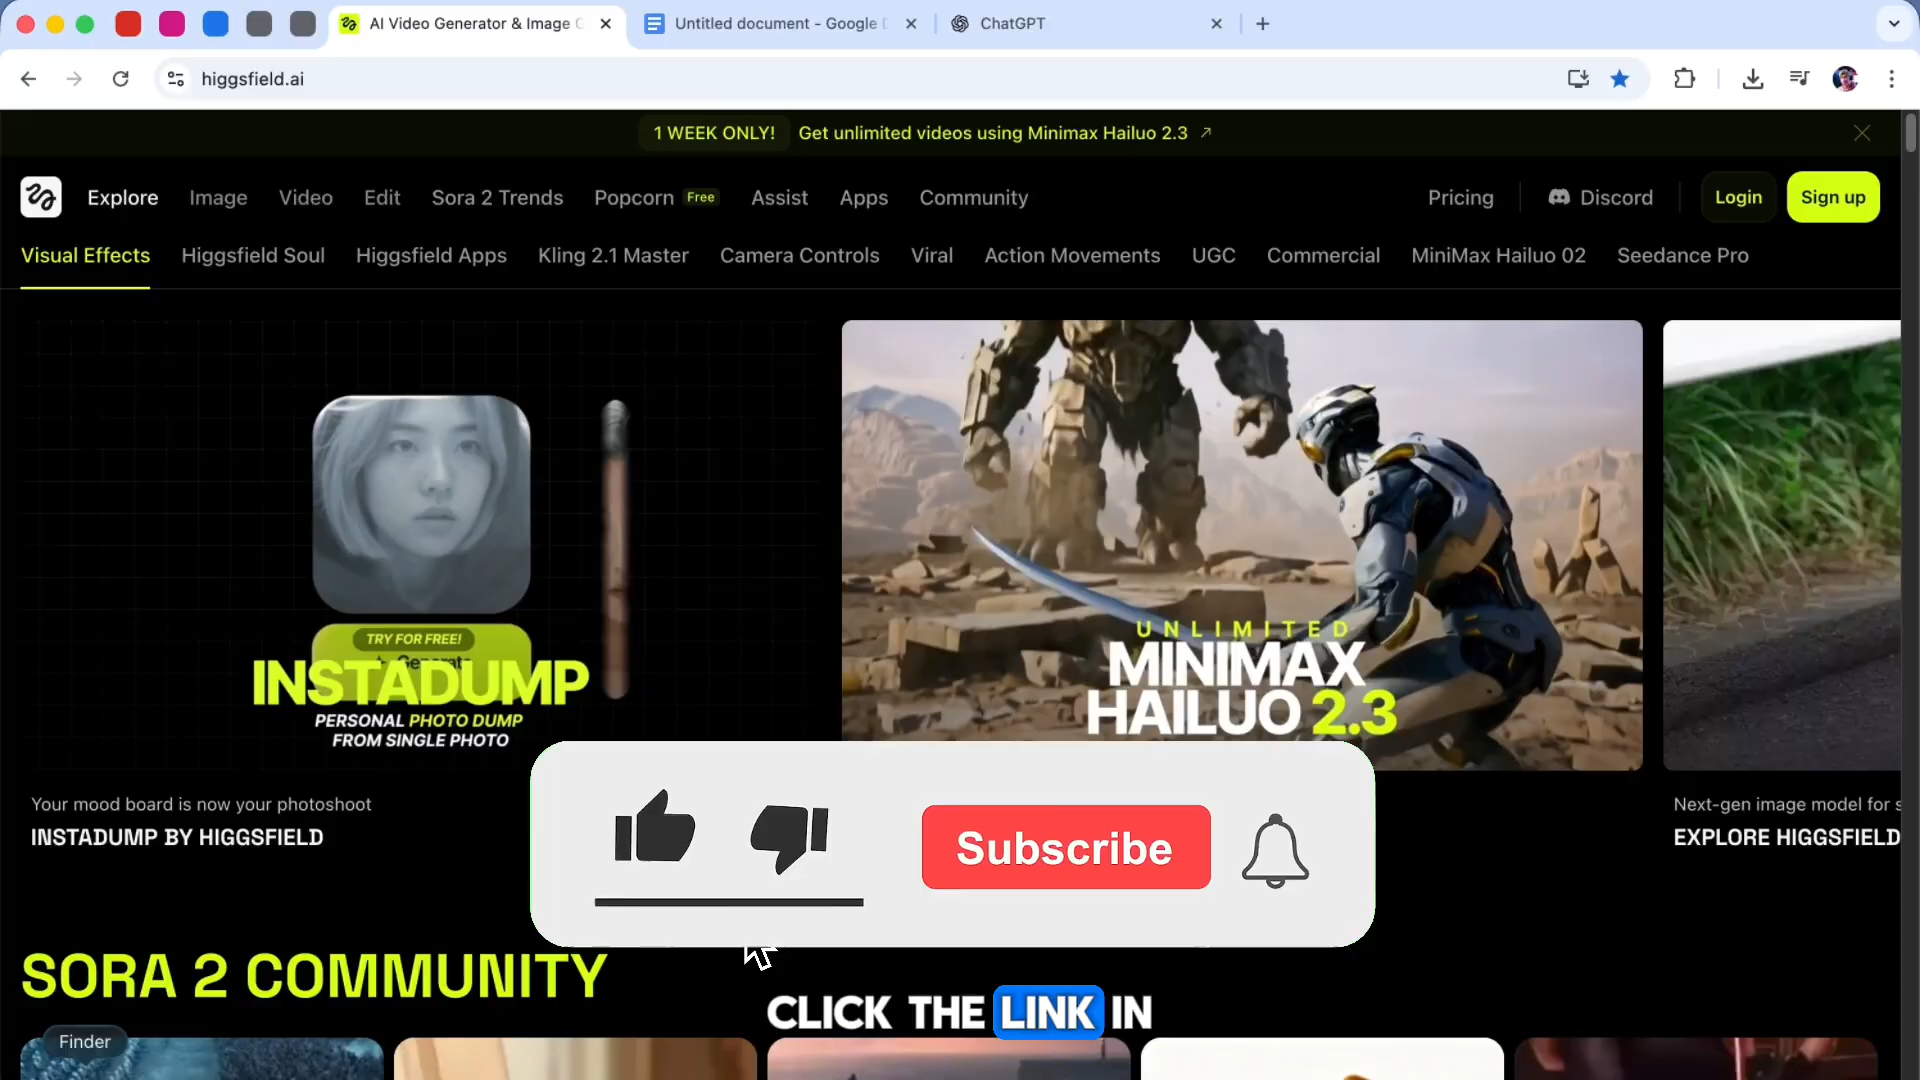 AI Video Generator & Image
Untitled document - Google
ChatGPT
higgsfield.ai
1 WEEK ONLY! Get unlimited videos using Minimax Hailuo 2.3
Explore Image Video Edit Sora 2 Trends Popcorn Free Assist Apps Community Pricing Discord Login Sign up
Visual Effects Higgsfield Soul Higgsfield Apps Kling 2.1 Master Camera Controls Viral Action Movements UGC Commercial MiniMax Hailuo 02 Seedance Pro
TRY FOR FREE!
Generate
INSTADUMP
PERSONAL PHOTO DUMP
FROM SINGLE PHOTO
UNLIMITED
MINIMAX
HAILUO 2.3
Your mood board is now your photoshoot
INSTADUMP BY HIGGSFIELD
Next-gen image model for
EXPLORE HIGGSFIELD
Subscribe
SORA 2 COMMUNITY
CLICK THE LINK IN
Finder